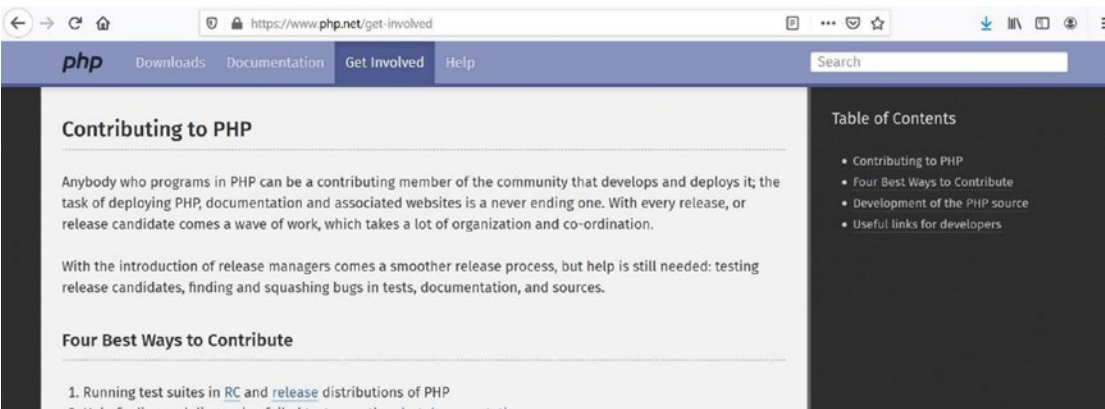 https://www.php.net/get-involved
php Downloads Documentation Get Involved Help Search
Contributing to PHP
Anybody who programs in PHP can be a contributing member of the community that develops and deploys it; the
task of deploying PHP, documentation and associated websites is a never ending one. With every release, or
release candidate comes a wave of work, which takes a lot of organization and co-ordination.
With the introduction of release managers comes a smoother release process, but help is still needed: testing
release candidates, finding and squashing bugs in tests, documentation, and sources.
Four Best Ways to Contribute
1. Running test suites in RC and release distributions of PHP
Table of Contents
• Contributing to PHP
• Four Best Ways to Contribute
• Development of the PHP source
• Useful links for developers